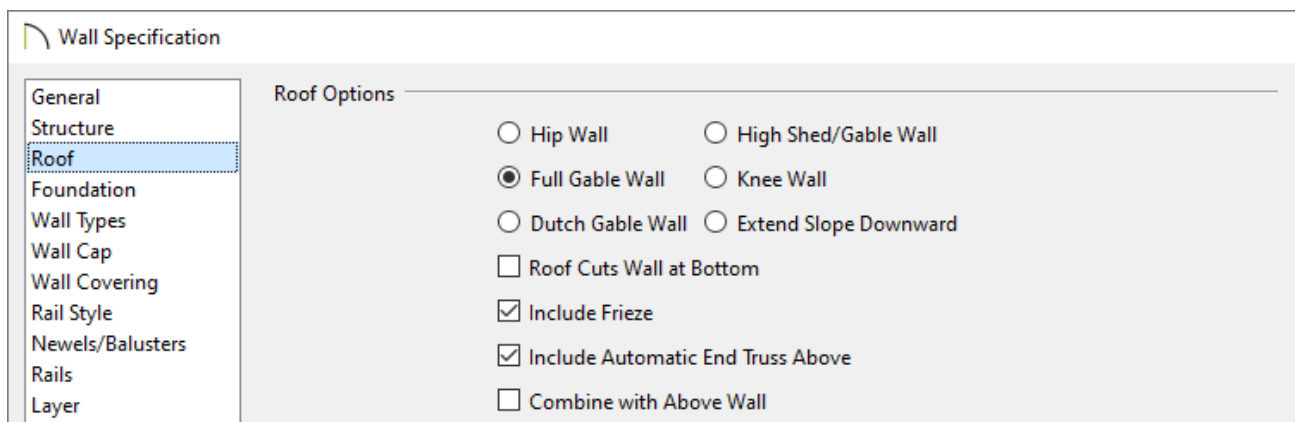 Wall Specification
General
Structure
Roof
Foundation
Wall Types
Wall Cap
Wall Covering
Rail Style
Newels/Balusters
Rails
Layer
Roof Options
Hip Wall High Shed/Gable Wall
Full Gable Wall Knee Wall
Dutch Gable Wall Extend Slope Downward
Roof Cuts Wall at Bottom
Include Frieze
Include Automatic End Truss Above
Combine with Above Wall